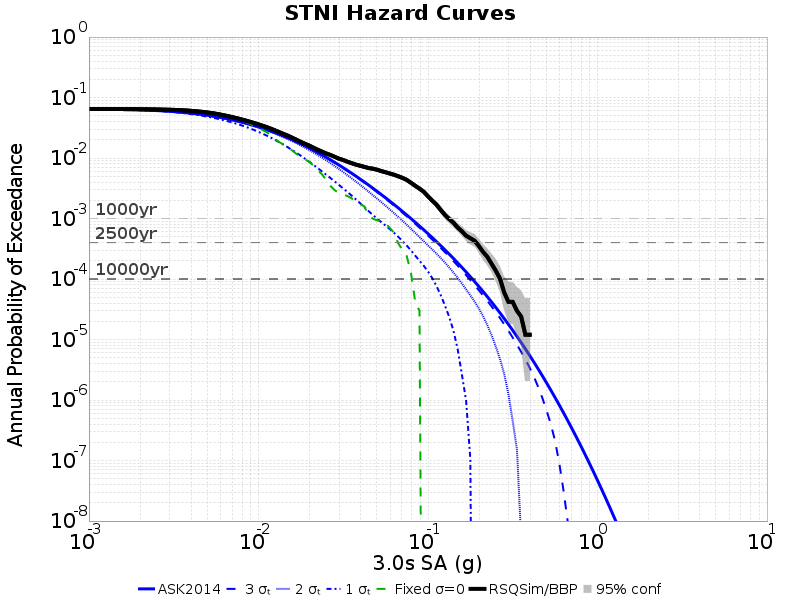 STNI Hazard Curves
Annual Probability of Exceedance
10^0
10^-1
10^-2
10^-3
10^-4
10^-5
10^-6
10^-7
10^-8
1000yr
2500yr
10000yr
10^-3 10^-2 10^-1 10^0 10^1
3.0s SA (g)
ASK2014 3 σₜ 2 σₜ 1 σₜ Fixed σ=0 RSQSim/BBP 95% conf